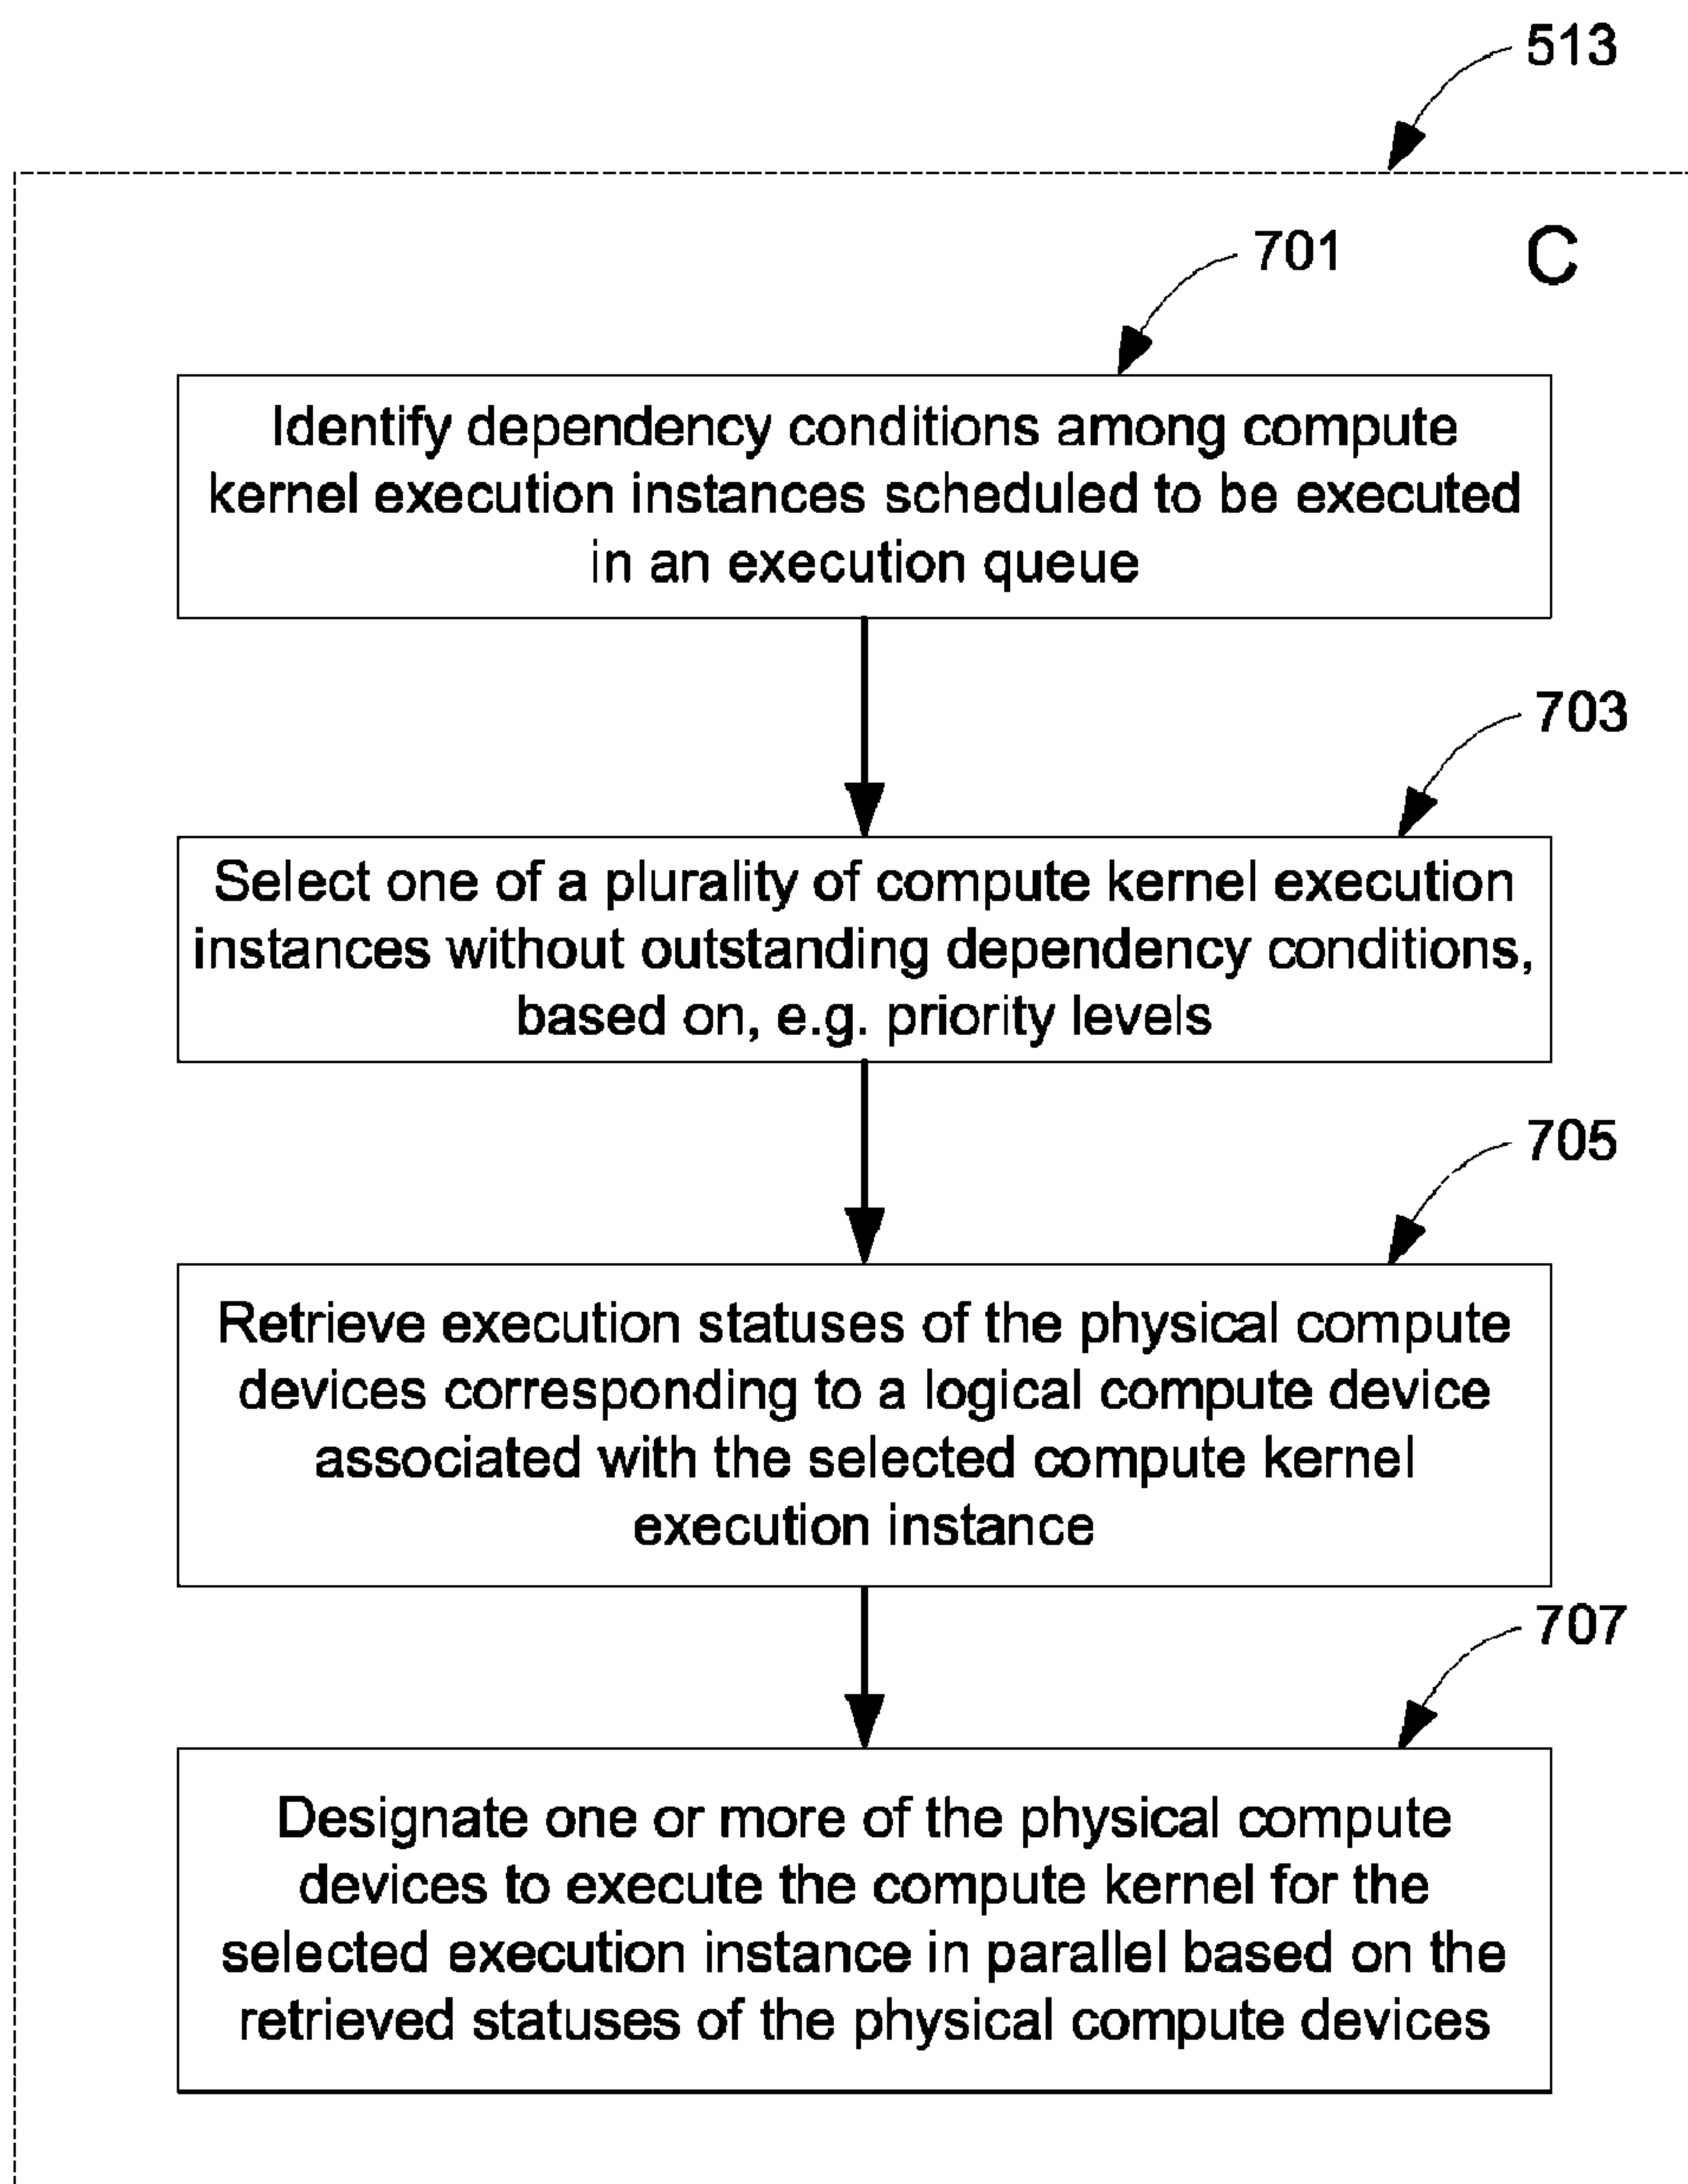 513
701
C
Identify dependency conditions among compute
kernel execution instances scheduled to be executed
in an execution queue
703
Select one of a plurality of compute kernel execution
instances without outstanding dependency conditions,
based on, e.g. priority levels
705
Retrieve execution statuses of the physical compute
devices corresponding to a logical compute device
associated with the selected compute kernel
execution instance
707
Designate one or more of the physical compute
devices to execute the compute kernel for the
selected execution instance in parallel based on the
retrieved statuses of the physical compute devices